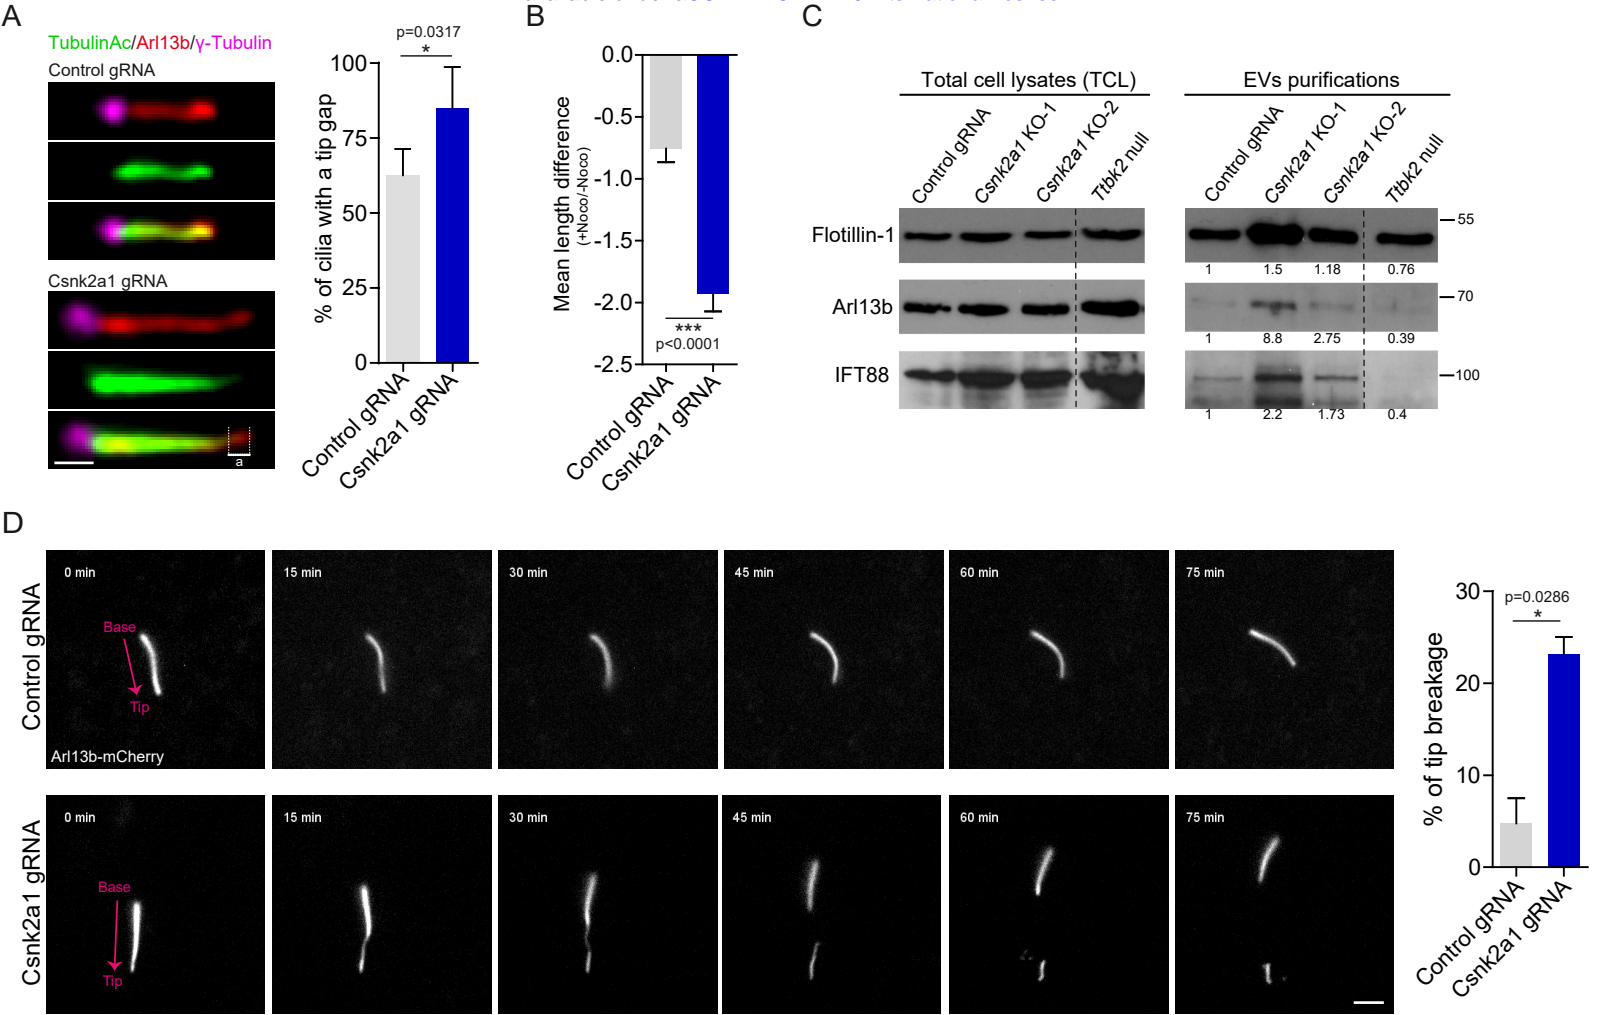 A
TubulinAc/Arl13b/γ-Tubulin
Control gRNA
Csnk2a1 gRNA
a
p=0.0317
*
% of cilia with a tip gap
100
75
50
25
0
Control gRNA
Csnk2a1 gRNA
B
Mean length difference
(+Noco/-Noco)
0.0
-0.5
-1.0
-1.5
-2.0
-2.5
***
p<0.0001
Control gRNA
Csnk2a1 gRNA
C
Total cell lysates (TCL)
EVs purifications
Control gRNA
Csnk2a1 KO-1
Csnk2a1 KO-2
Ttbk2 null
Control gRNA
Csnk2a1 KO-1
Csnk2a1 KO-2
Ttbk2 null
Flotillin-1
55
1 1.5 1.18 0.76
Arl13b
70
1 8.8 2.75 0.39
IFT88
100
1 2.2 1.73 0.4
D
Control gRNA
0 min
15 min
30 min
45 min
60 min
75 min
Base
Tip
Arl13b-mCherry
Csnk2a1 gRNA
0 min
15 min
30 min
45 min
60 min
75 min
Base
Tip
% of tip breakage
30
20
10
0
p=0.0286
*
Control gRNA
Csnk2a1 gRNA